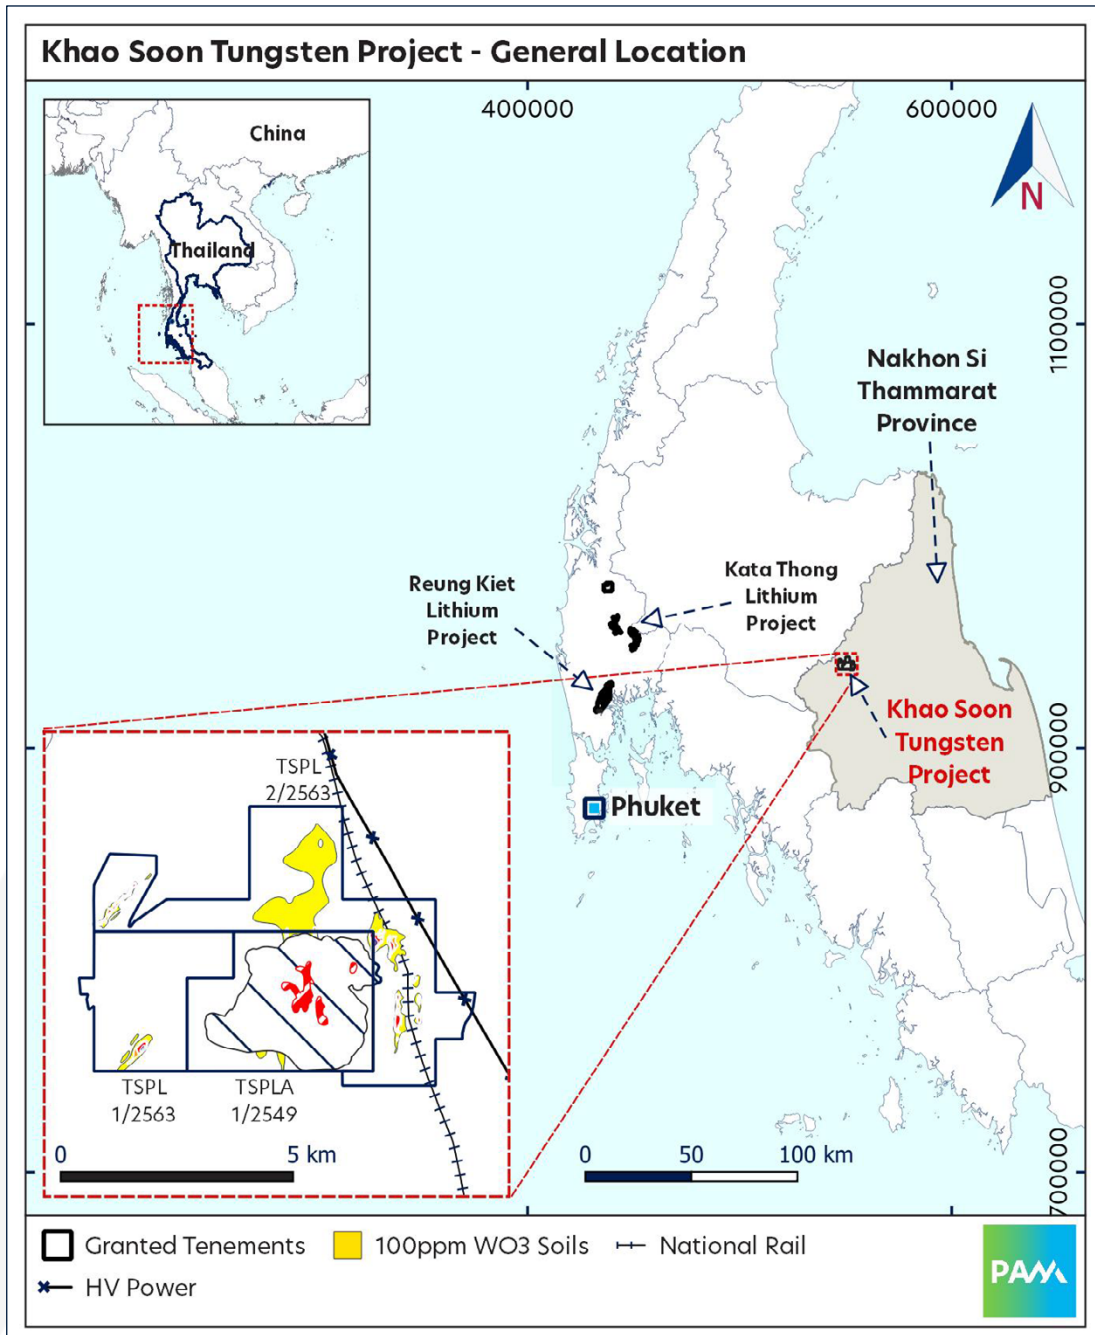 Khao Soon Tungsten Project - General Location
400000
600000
China
Thailand
N
1100000
Nakhon Si
Thammarat
Province
Reung Kiet
Lithium
Project
Kata Thong
Lithium
Project
Khao Soon
Tungsten
Project
900000
Phuket
TSPL
2/2563
TSPL
1/2563
TSPLA
1/2549
0
5 km
0
50
100 km
700000
Granted Tenements
100ppm WO3 Soils
National Rail
HV Power
PAM